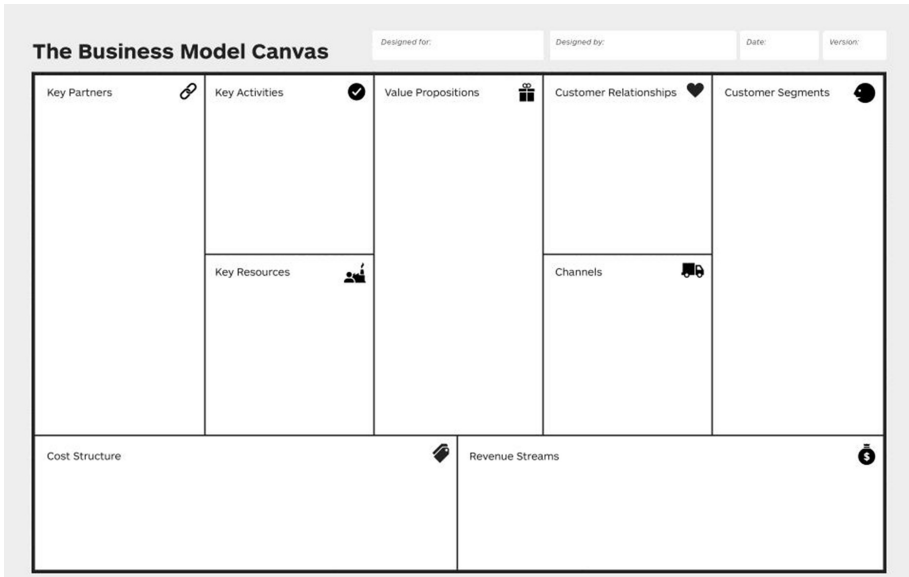 The Business Model Canvas
Designed for:
Designed by:
Date:
Version:
Key Partners
Key Activities
Value Propositions
Customer Relationships
Customer Segments
Key Resources
Channels
Cost Structure
Revenue Streams
$